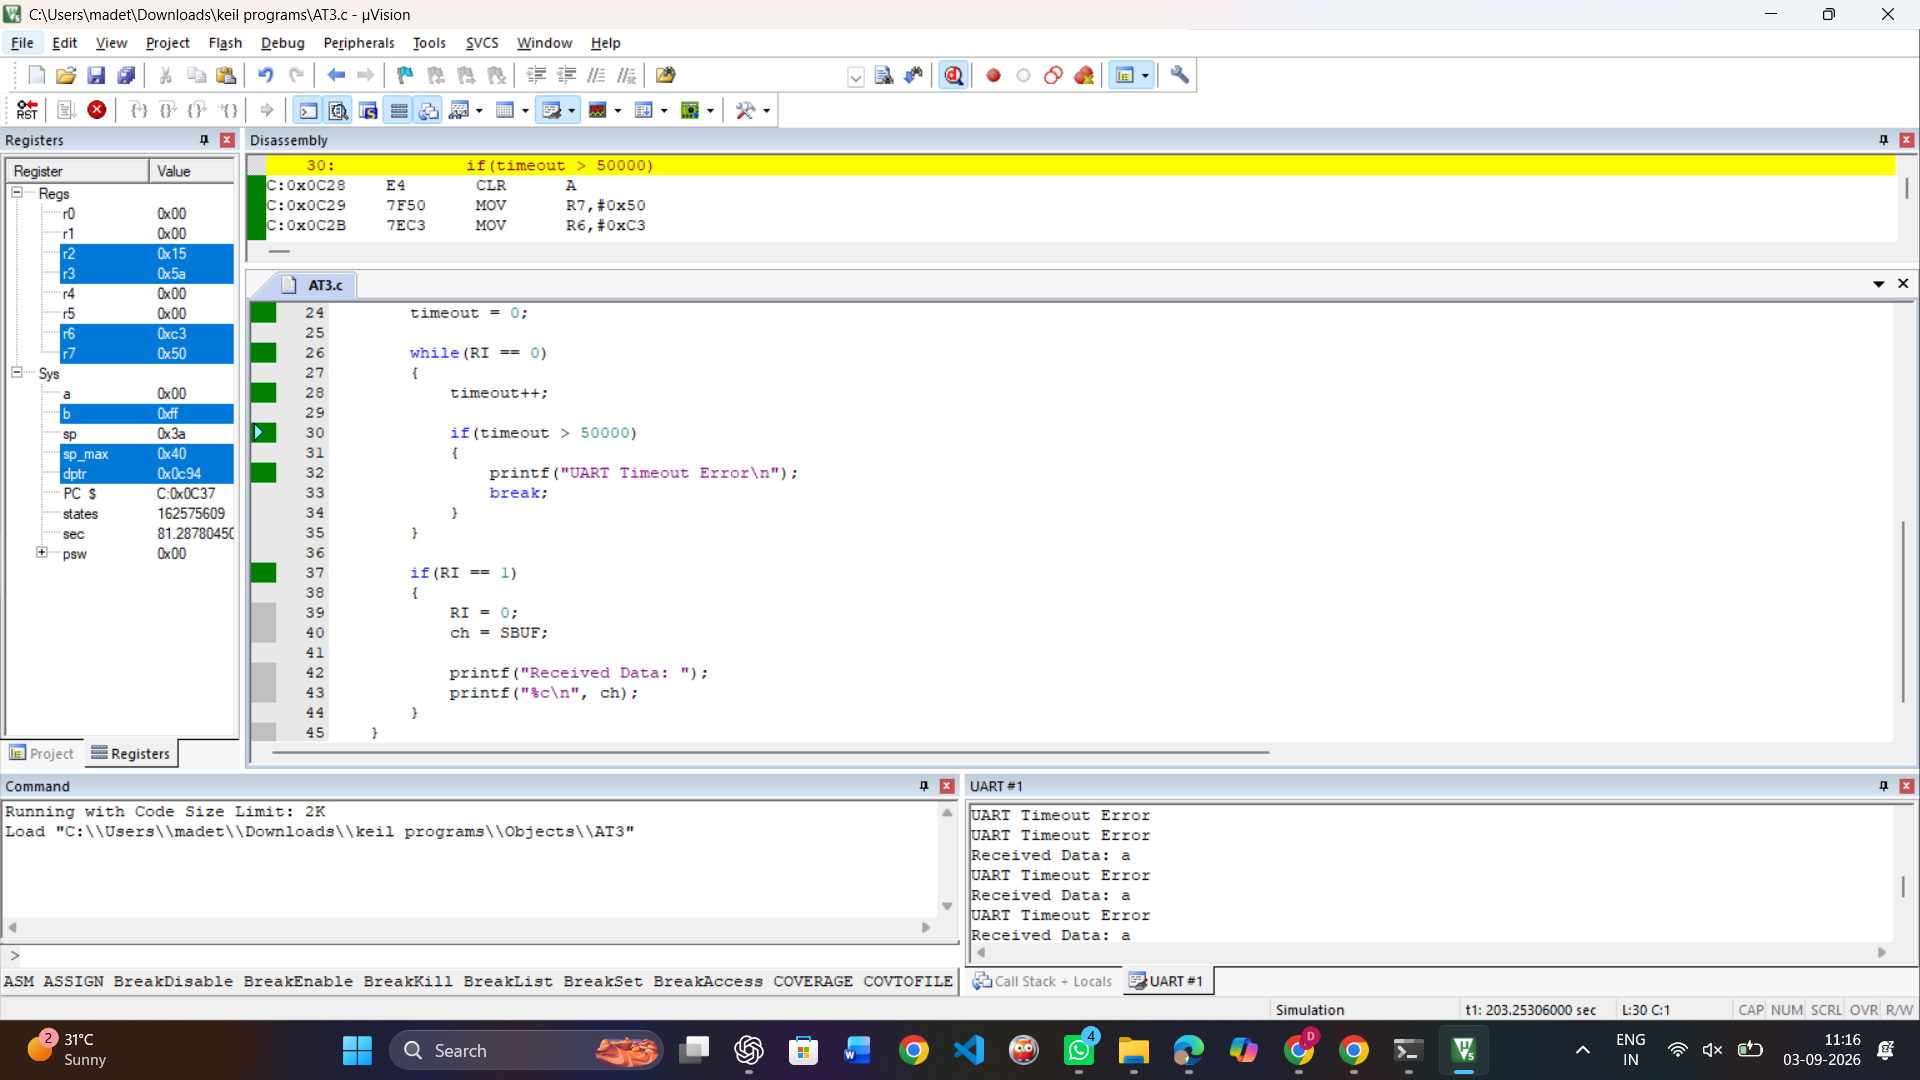 C:\Users\madet\Downloads\keil programs\AT3.c - µVision
File Edit View Project Flash Debug Peripherals Tools SVCS Window Help
RST
Registers
Register Value
Regs
r0 0x00
r1 0x00
r2 0x15
r3 0x5a
r4 0x00
r5 0x00
r6 0xc3
r7 0x50
Sys
a 0x00
b 0xff
sp 0x3a
sp_max 0x40
dptr 0x0c94
PC $ C:0x0C37
states 162575609
sec 81.28780450
psw 0x00
Project Registers
Disassembly
30: if(timeout > 50000)
C:0x0C28 E4 CLR A
C:0x0C29 7F50 MOV R7,#0x50
C:0x0C2B 7EC3 MOV R6,#0xC3
AT3.c
24 timeout = 0;
25
26 while(RI == 0)
27 {
28 timeout++;
29
30 if(timeout > 50000)
31 {
32 printf("UART Timeout Error\n");
33 break;
34 }
35 }
36
37 if(RI == 1)
38 {
39 RI = 0;
40 ch = SBUF;
41
42 printf("Received Data: ");
43 printf("%c\n", ch);
44 }
45 }
Command
Running with Code Size Limit: 2K
Load "C:\\Users\\madet\\Downloads\\keil programs\\Objects\\AT3"
>
ASM ASSIGN BreakDisable BreakEnable BreakKill BreakList BreakSet BreakAccess COVERAGE COVTOFILE
UART #1
UART Timeout Error
UART Timeout Error
Received Data: a
UART Timeout Error
Received Data: a
UART Timeout Error
Received Data: a
Call Stack + Locals UART #1
Simulation t1: 203.25306000 sec L:30 C:1 CAP NUM SCRL OVR R/W
2
31°C
Sunny
Search
4
D
ENG
IN
11:16
03-09-2026